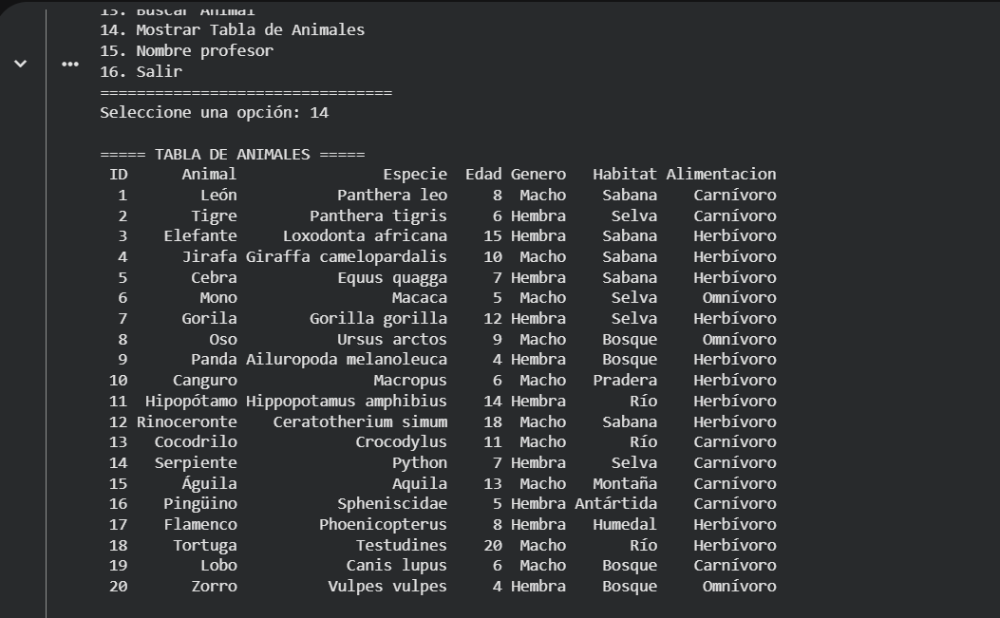 13. Buscar Animal
14. Mostrar Tabla de Animales
15. Nombre profesor
16. Salir
================================
Seleccione una opción: 14
===== TABLA DE ANIMALES =====
ID Animal Especie Edad Genero Habitat Alimentacion
1 León Panthera leo 8 Macho Sabana Carnívoro
2 Tigre Panthera tigris 6 Hembra Selva Carnívoro
3 Elefante Loxodonta africana 15 Hembra Sabana Herbívoro
4 Jirafa Giraffa camelopardalis 10 Macho Sabana Herbívoro
5 Cebra Equus quagga 7 Hembra Sabana Herbívoro
6 Mono Macaca 5 Macho Selva Omnívoro
7 Gorila Gorilla gorilla 12 Hembra Selva Herbívoro
8 Oso Ursus arctos 9 Macho Bosque Omnívoro
9 Panda Ailuropoda melanoleuca 4 Hembra Bosque Herbívoro
10 Canguro Macropus 6 Macho Pradera Herbívoro
11 Hipopótamo Hippopotamus amphibius 14 Hembra Río Herbívoro
12 Rinoceronte Ceratotherium simum 18 Macho Sabana Herbívoro
13 Cocodrilo Crocodylus 11 Macho Río Carnívoro
14 Serpiente Python 7 Hembra Selva Carnívoro
15 Águila Aquila 13 Macho Montaña Carnívoro
16 Pingüino Spheniscidae 5 Hembra Antártida Carnívoro
17 Flamenco Phoenicopterus 8 Hembra Humedal Herbívoro
18 Tortuga Testudines 20 Macho Río Herbívoro
19 Lobo Canis lupus 6 Macho Bosque Carnívoro
20 Zorro Vulpes vulpes 4 Hembra Bosque Omnívoro